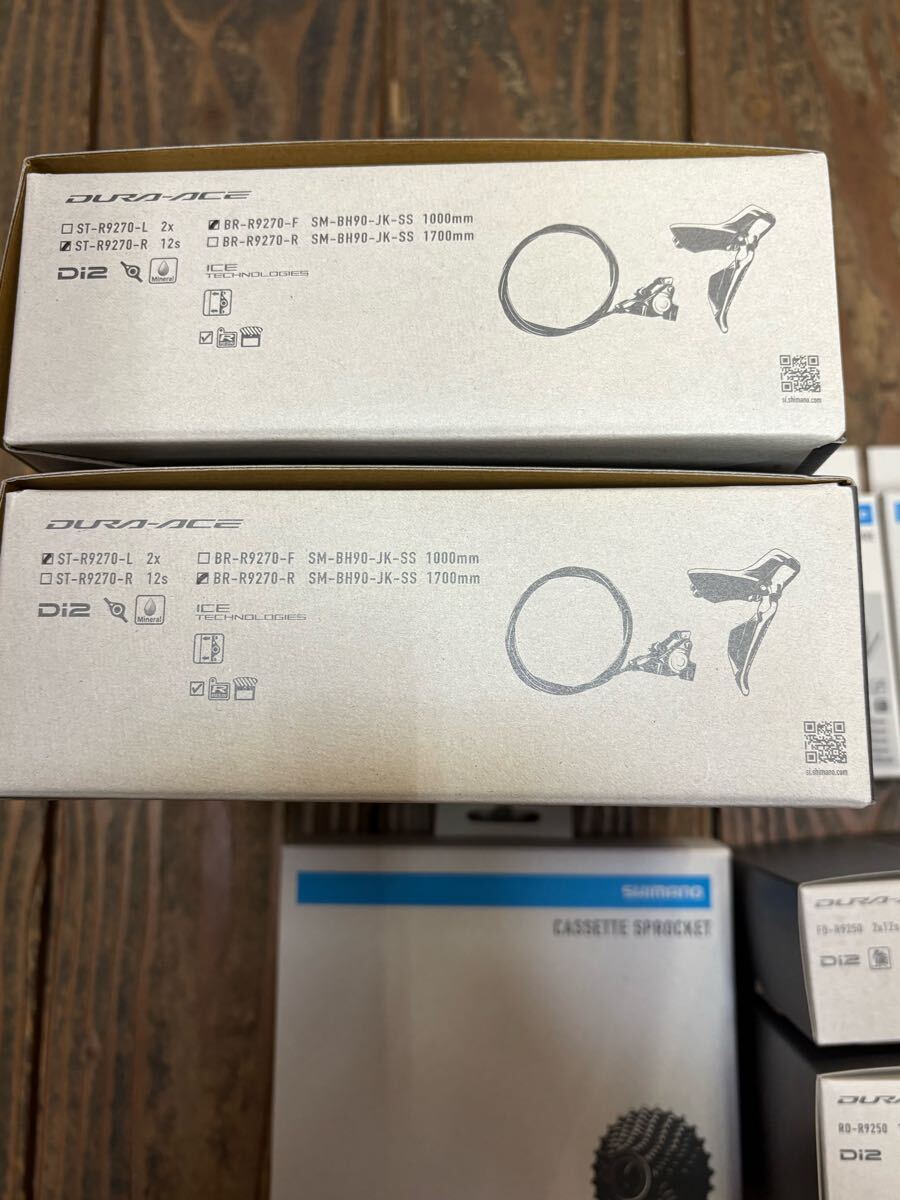 DURA-ACE
ST-R9270-L 2x
ST-R9270-R 12s
BR-R9270-F SM-BH90-JK-SS 1000mm
BR-R9270-R SM-BH90-JK-SS 1700mm
Di2
Mineral
ICE
TECHNOLOGIES
R
si.shimano.com
DURA-ACE
ST-R9270-L 2x
ST-R9270-R 12s
BR-R9270-F SM-BH90-JK-SS 1000mm
BR-R9270-R SM-BH90-JK-SS 1700mm
Di2
Mineral
ICE
TECHNOLOGIES
R
si.shimano.com
SHIMANO
CASSETTE SPROCKET
DURA-A
FD-R9250 2x12s
Di2
DURA
RD-R9250
Di2